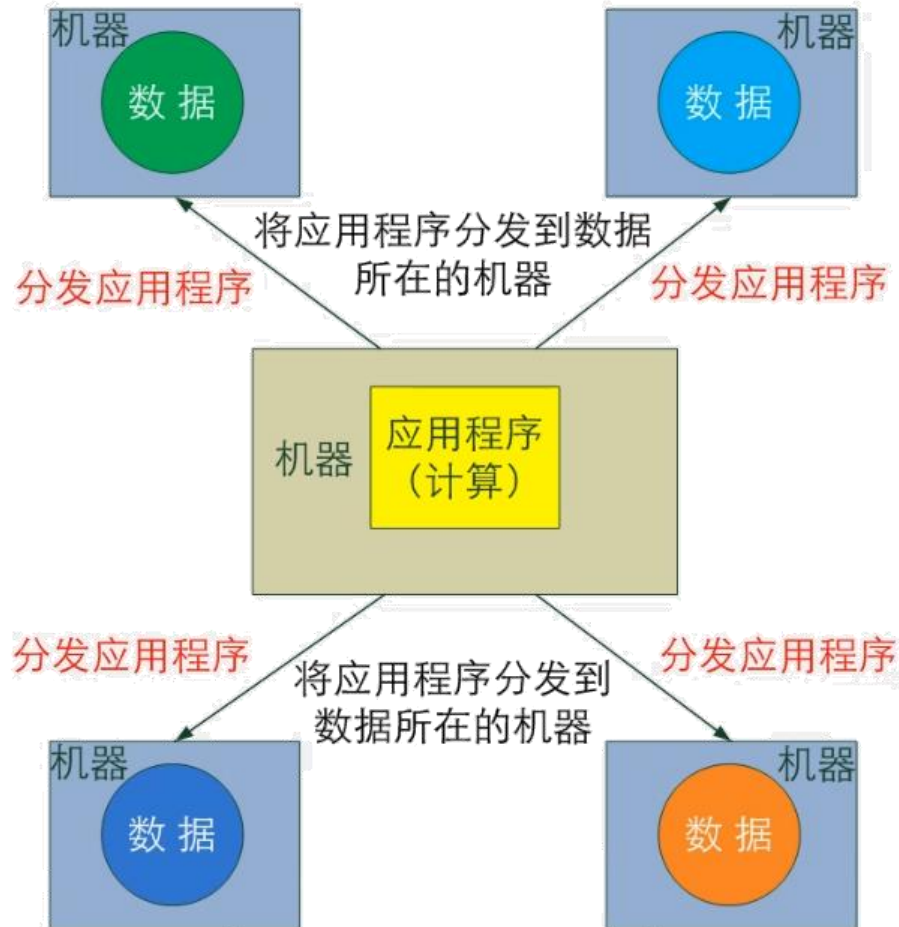 机器
机器
数 据
数 据
将应用程序分发到数据
所在的机器
分发应用程序
分发应用程序
应用程序
机器
（计算）
分发应用程序
分发应用程序
将应用程序分发到
数据所在的机器
机器
机器
数 据
数 据